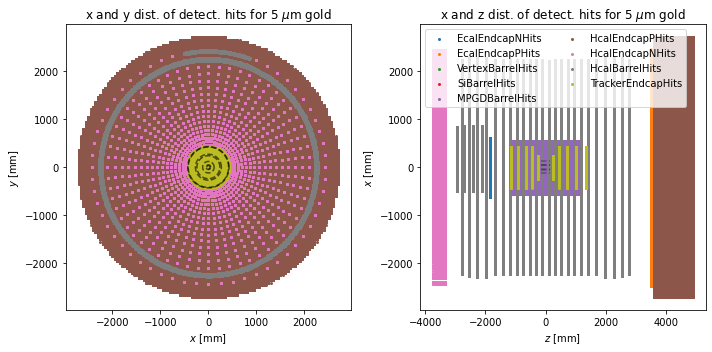 x and y dist. of detect. hits for 5 μm gold
y [mm]
2000
1000
0
−1000
−2000
−2000
−1000
0
1000
2000
x [mm]
x and z dist. of detect. hits for 5 μm gold
EcalEndcapNHits
EcalEndcapPHits
VertexBarrelHits
SiBarrelHits
MPGDBarrelHits
HcalEndcapPHits
HcalEndcapNHits
HcalBarrelHits
TrackerEndcapHits
x [mm]
2000
1000
0
−1000
−2000
−4000
−2000
0
2000
4000
z [mm]